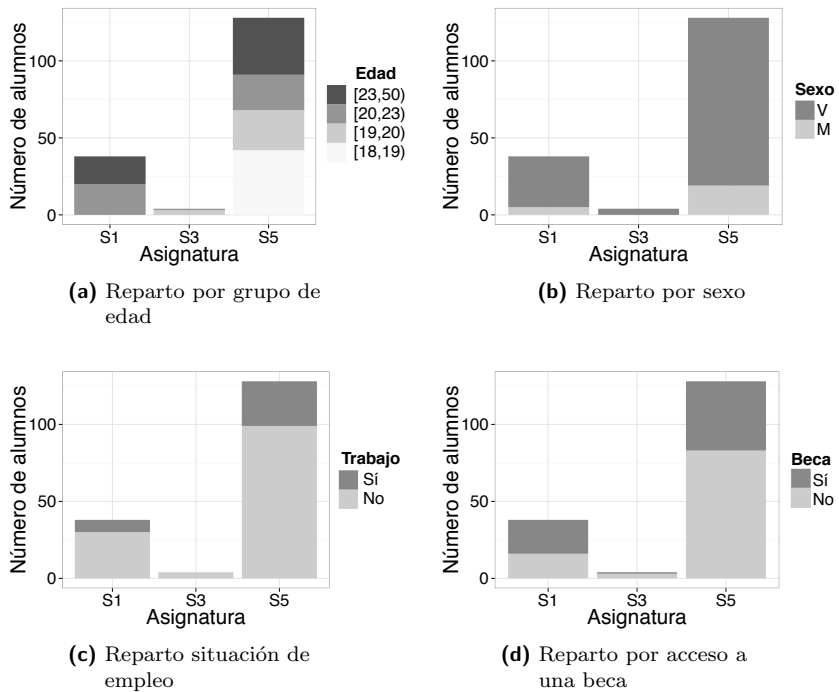 Número de alumnos
100
50
0
S1 S3 S5
Asignatura
Edad
[23,50)
[20,23)
[19,20)
[18,19)
(a) Reparto por grupo de
edad
Número de alumnos
100
50
0
S1 S3 S5
Asignatura
Sexo
V
M
(b) Reparto por sexo
Número de alumnos
100
50
0
S1 S3 S5
Asignatura
Trabajo
Sí
No
(c) Reparto situación de
empleo
Número de alumnos
100
50
0
S1 S3 S5
Asignatura
Beca
Sí
No
(d) Reparto por acceso a
una beca